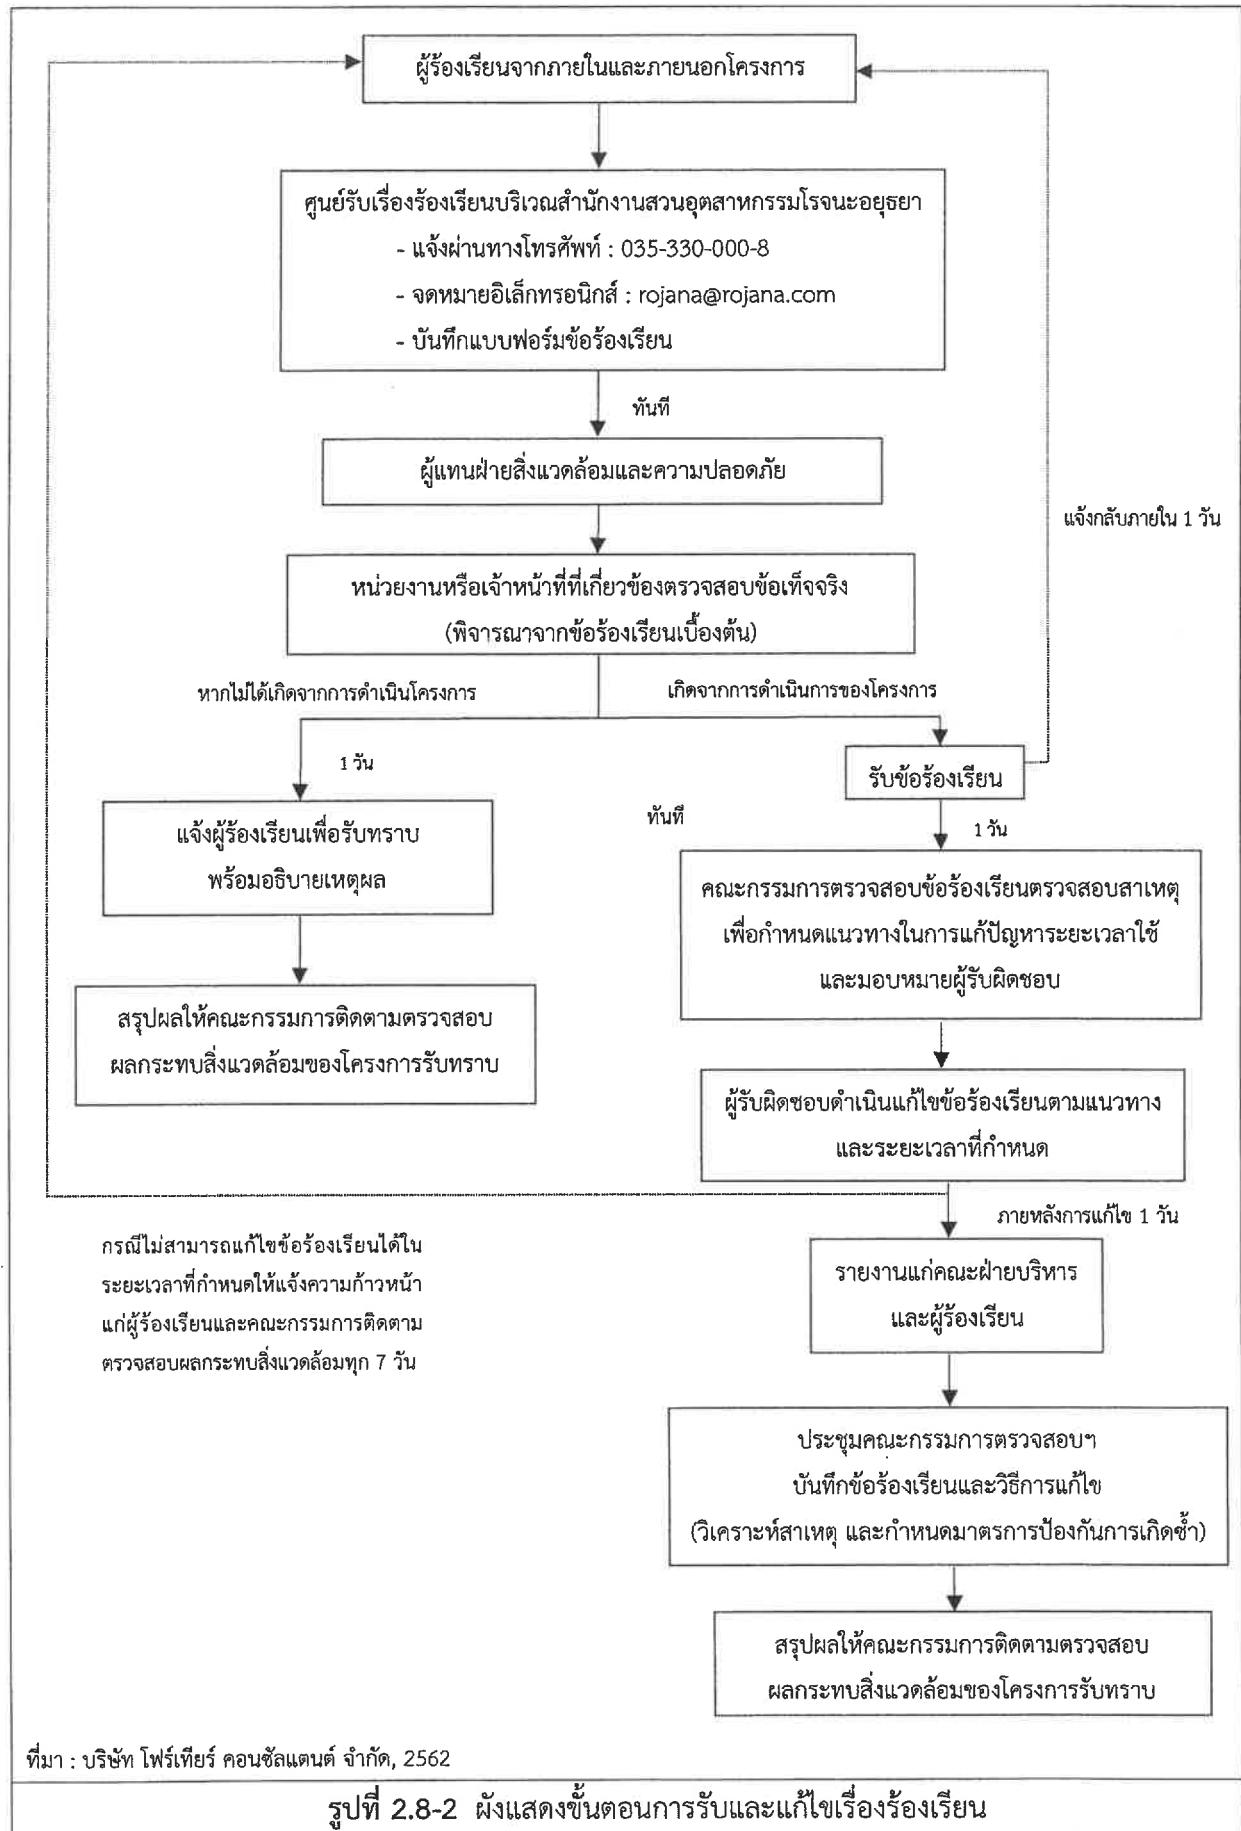 ผู้ร้องเรียนจากภายในและภายนอกโครงการ
ศูนย์รับเรื่องร้องเรียนบริเวณสำนักงานสวนอุตสาหกรรมโรจนะอยุธยา
- แจ้งผ่านทางโทรศัพท์ : 035-330-000-8
- จดหมายอิเล็กทรอนิกส์ : rojana@rojana.com
- บันทึกแบบฟอร์มข้อร้องเรียน
ทันที
ผู้แทนฝ่ายสิ่งแวดล้อมและความปลอดภัย
แจ้งกลับภายใน 1 วัน
หน่วยงานหรือเจ้าหน้าที่ที่เกี่ยวข้องตรวจสอบข้อเท็จจริง
(พิจารณาจากข้อร้องเรียนเบื้องต้น)
หากไม่ได้เกิดจากการดำเนินโครงการ
เกิดจากการดำเนินการของโครงการ
1 วัน
รับข้อร้องเรียน
ทันที
1 วัน
แจ้งผู้ร้องเรียนเพื่อรับทราบ
พร้อมอธิบายเหตุผล
คณะกรรมการตรวจสอบข้อร้องเรียนตรวจสอบสาเหตุ
เพื่อกำหนดแนวทางในการแก้ปัญหาระยะเวลาใช้
และมอบหมายผู้รับผิดชอบ
สรุปผลให้คณะกรรมการติดตามตรวจสอบ
ผลกระทบสิ่งแวดล้อมของโครงการรับทราบ
ผู้รับผิดชอบดำเนินแก้ไขข้อร้องเรียนตามแนวทาง
และระยะเวลาที่กำหนด
ภายหลังการแก้ไข 1 วัน
กรณีไม่สามารถแก้ไขข้อร้องเรียนได้ใน
ระยะเวลาที่กำหนดให้แจ้งความก้าวหน้า
แก่ผู้ร้องเรียนและคณะกรรมการติดตาม
ตรวจสอบผลกระทบสิ่งแวดล้อมทุก 7 วัน
รายงานแก่คณะฝ่ายบริหาร
และผู้ร้องเรียน
ประชุมคณะกรรมการตรวจสอบฯ
บันทึกข้อร้องเรียนและวิธีการแก้ไข
(วิเคราะห์สาเหตุ และกำหนดมาตรการป้องกันการเกิดซ้ำ)
สรุปผลให้คณะกรรมการติดตามตรวจสอบ
ผลกระทบสิ่งแวดล้อมของโครงการรับทราบ
ที่มา : บริษัท โฟร์เทียร์ คอนซัลแตนต์ จำกัด, 2562
รูปที่ 2.8-2 ผังแสดงขั้นตอนการรับและแก้ไขเรื่องร้องเรียน